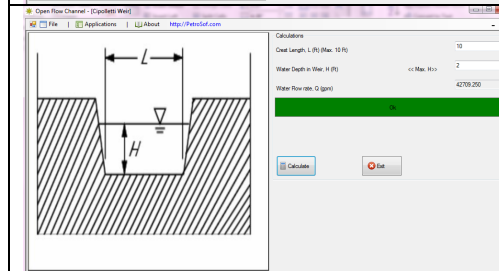 Open Flow Channel - [Cipolletti Weir]
File | Applications | About http://PetroSof.com
L
H
Calculations
Crest Length, L (Ft) (Max. 10 Ft) 10
Water Depth in Weir, H (Ft) << Max. H>> 2
Water Flow rate, Q (gpm) 42709.250
Ok
Calculate Exit